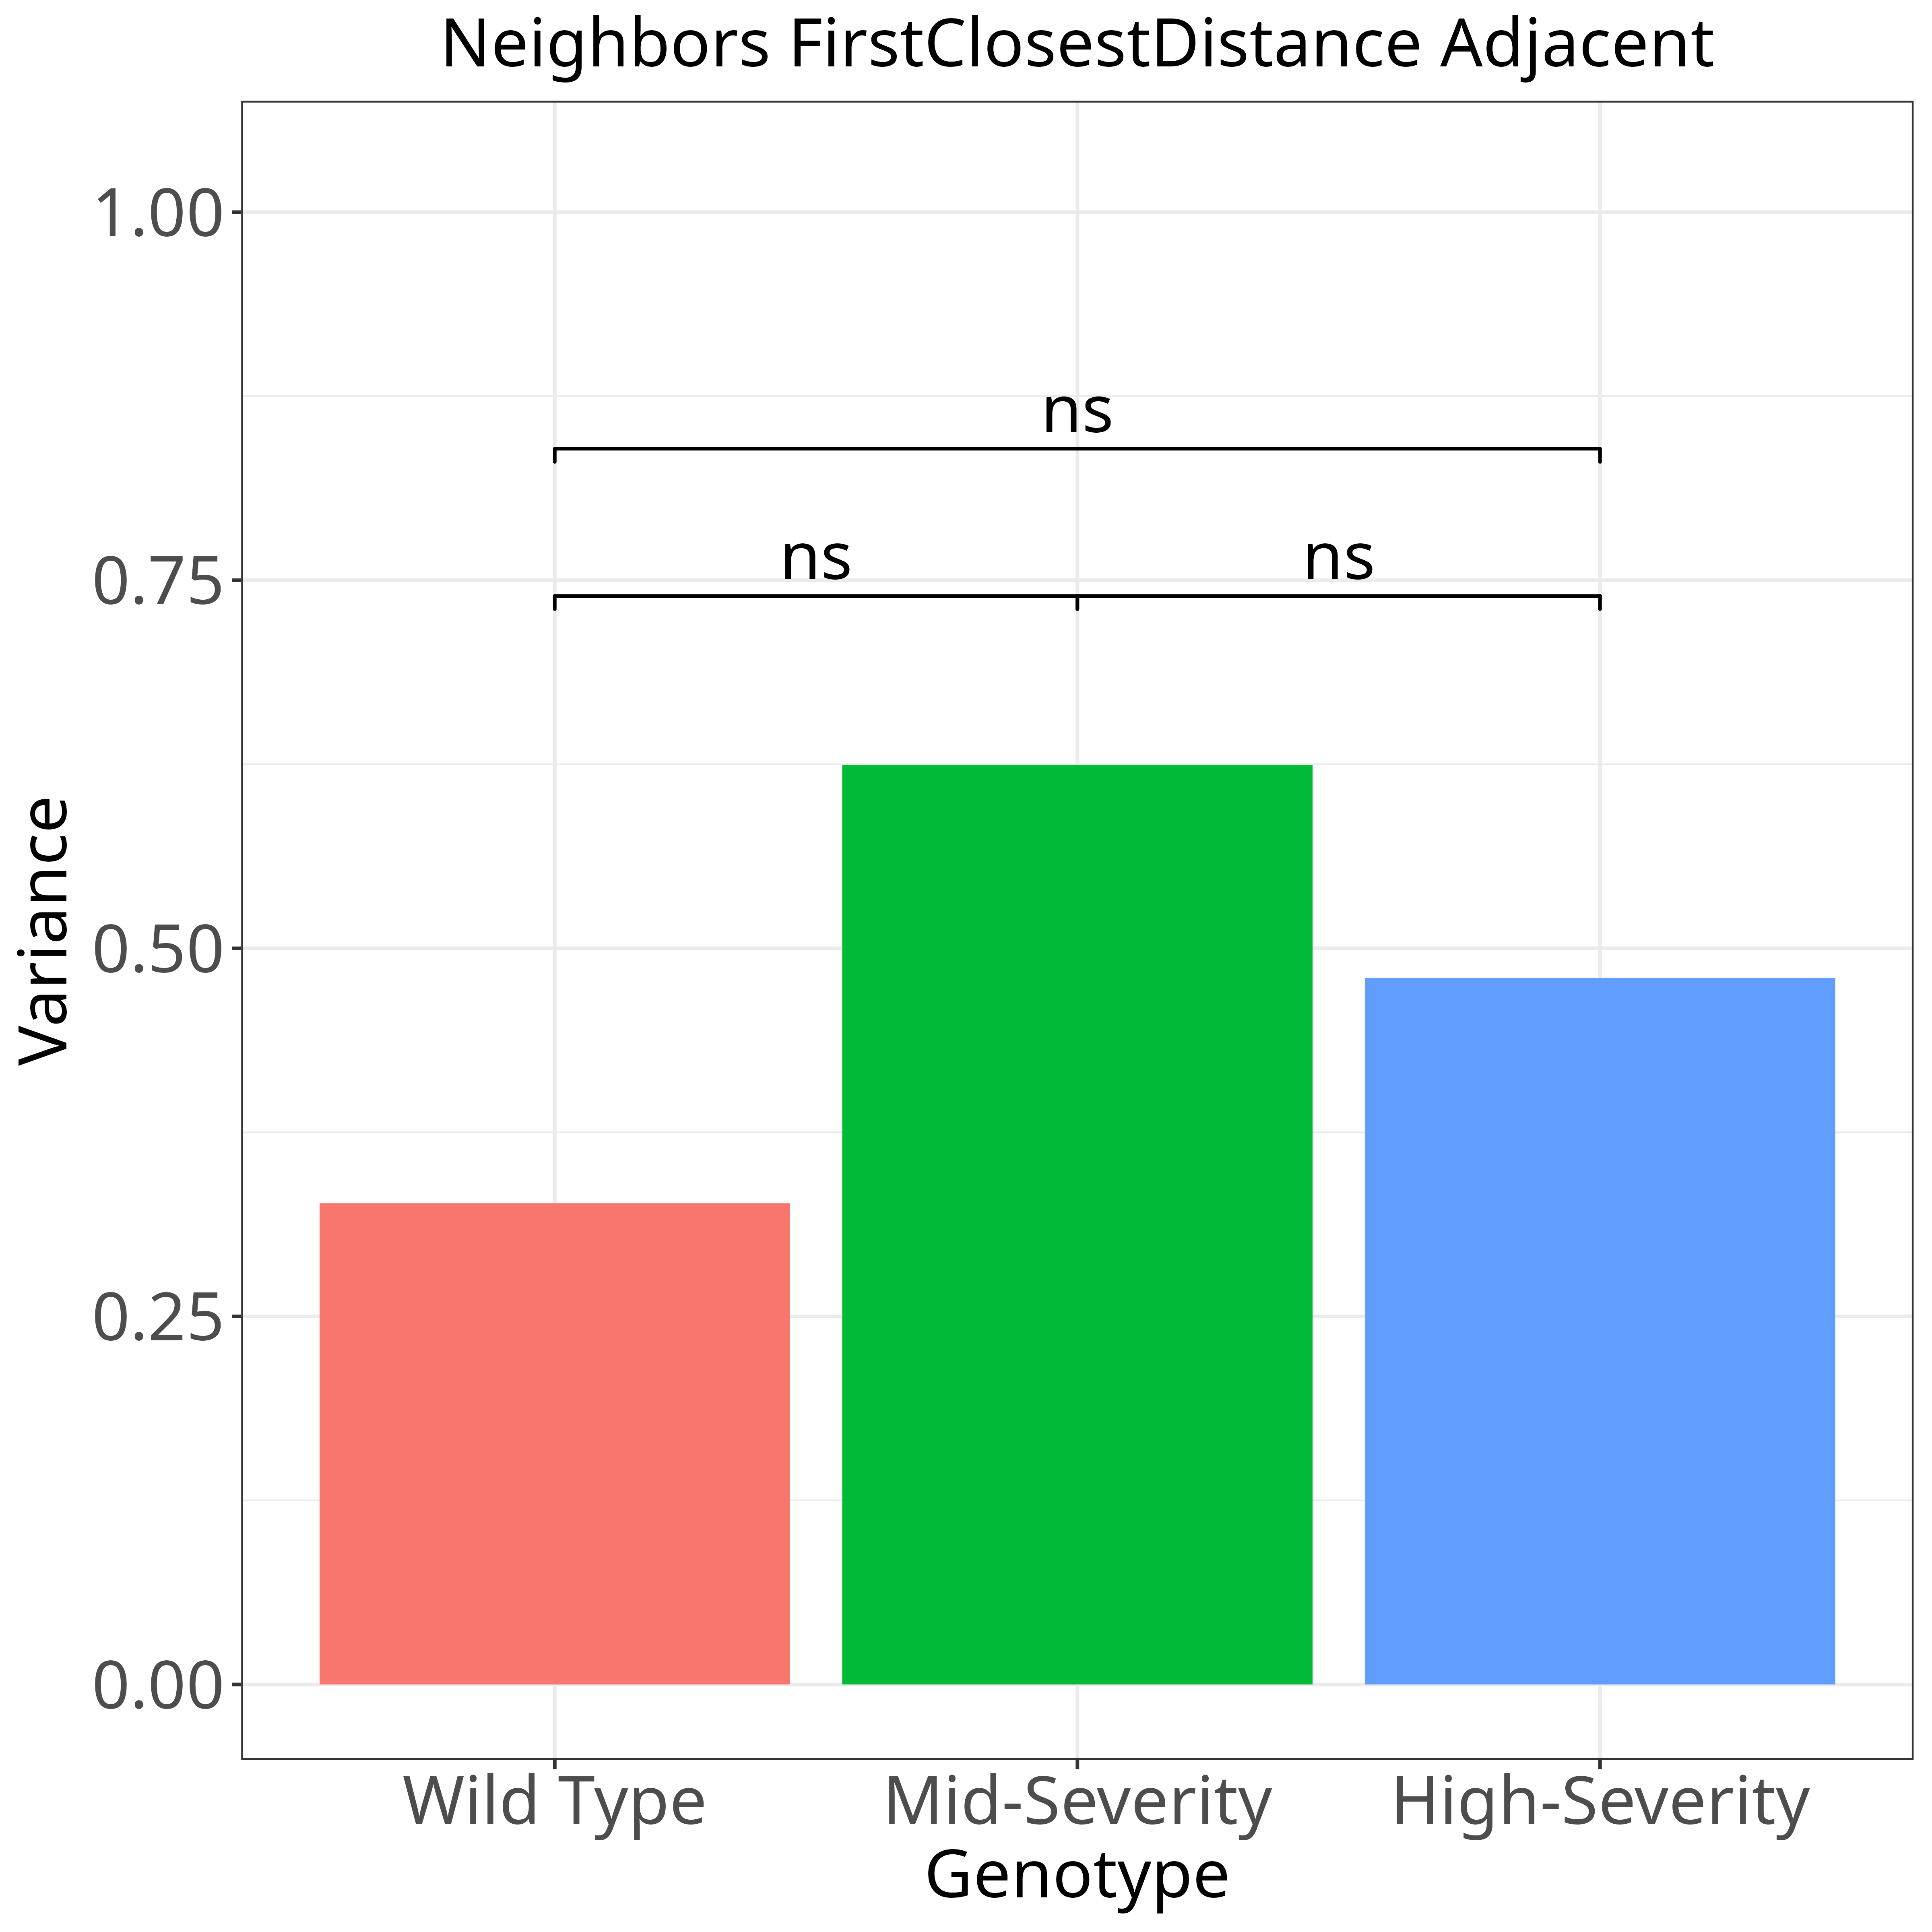 Neighbors FirstClosestDistance Adjacent
1.00
ns
0.75
ns ns
0.50
0.25
0.00
Variance
Wild Type Mid-Severity High-Severity
Genotype